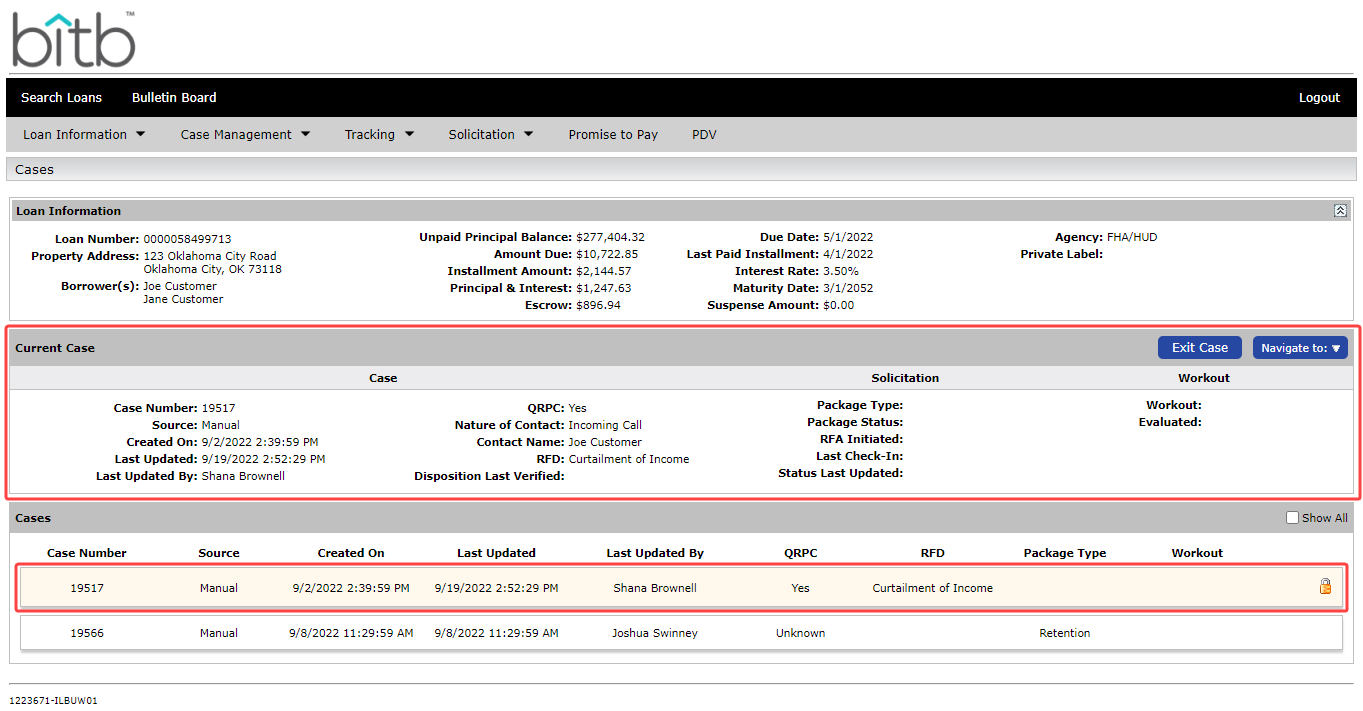 bitb™
Search Loans Bulletin Board Logout
Loan Information Case Management Tracking Solicitation Promise to Pay PDV
Cases
Loan Information
Loan Number: 0000058499713 Unpaid Principal Balance: $277,404.32 Due Date: 5/1/2022 Agency: FHA/HUD
Property Address: 123 Oklahoma City Road Amount Due: $10,722.85 Last Paid Installment: 4/1/2022 Private Label:
Oklahoma City, OK 73118 Installment Amount: $2,144.57 Interest Rate: 3.50%
Borrower(s): Joe Customer Principal & Interest: $1,247.63 Maturity Date: 3/1/2052
Jane Customer Escrow: $896.94 Suspense Amount: $0.00
Current Case Exit Case Navigate to:
Case Solicitation Workout
Case Number: 19517 QRPC: Yes Package Type: Workout:
Source: Manual Nature of Contact: Incoming Call Package Status: Evaluated:
Created On: 9/2/2022 2:39:59 PM Contact Name: Joe Customer RFA Initiated:
Last Updated: 9/19/2022 2:52:29 PM RFD: Curtailment of Income Last Check-In:
Last Updated By: Shana Brownell Disposition Last Verified: Status Last Updated:
Cases Show All
Case Number Source Created On Last Updated Last Updated By QRPC RFD Package Type Workout
19517 Manual 9/2/2022 2:39:59 PM 9/19/2022 2:52:29 PM Shana Brownell Yes Curtailment of Income
19566 Manual 9/8/2022 11:29:59 AM 9/8/2022 11:29:59 AM Joshua Swinney Unknown Retention
1223671-ILBUW01